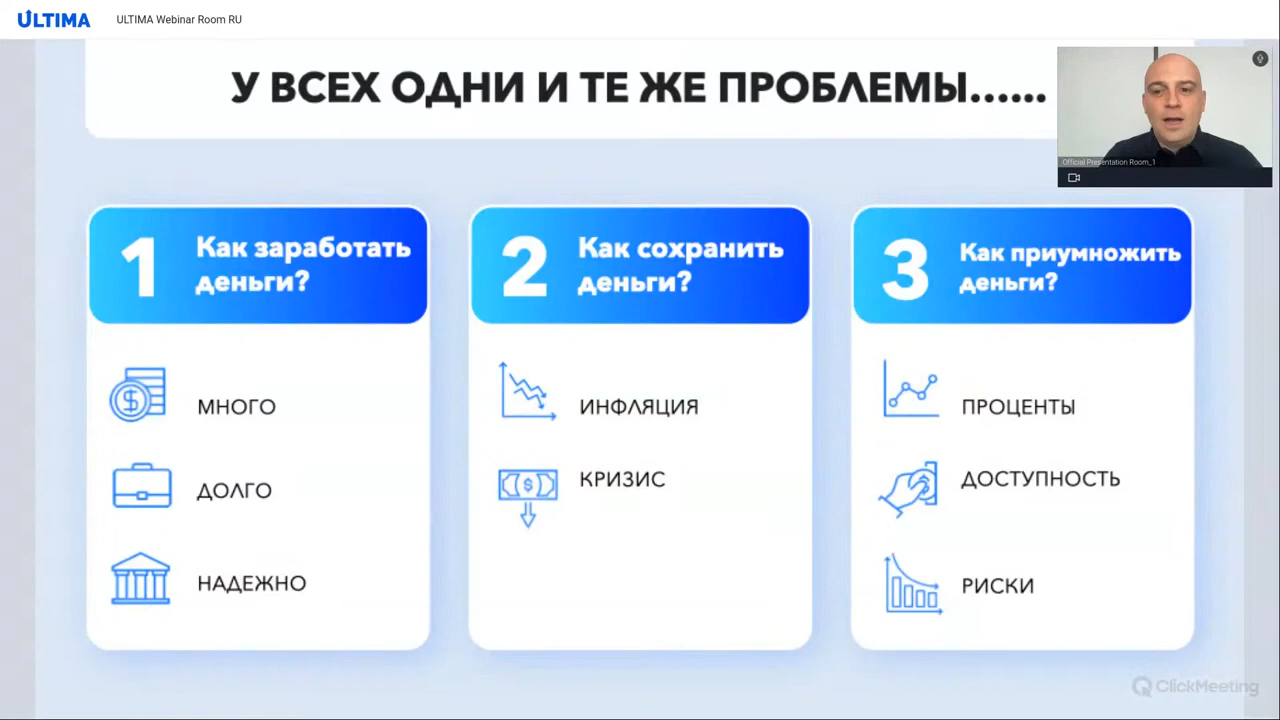 ULTIMA
ULTIMA Webinar Room RU
У ВСЕХ ОДНИ И ТЕ ЖЕ ПРОБЛЕМЫ......
Official Presentation Room_1
1
Как заработать
деньги?
МНОГО
ДОЛГО
НАДЕЖНО
2
Как сохранить
деньги?
ИНФЛЯЦИЯ
КРИЗИС
3
Как приумножить
деньги?
ПРОЦЕНТЫ
ДОСТУПНОСТЬ
РИСКИ
ClickMeeting